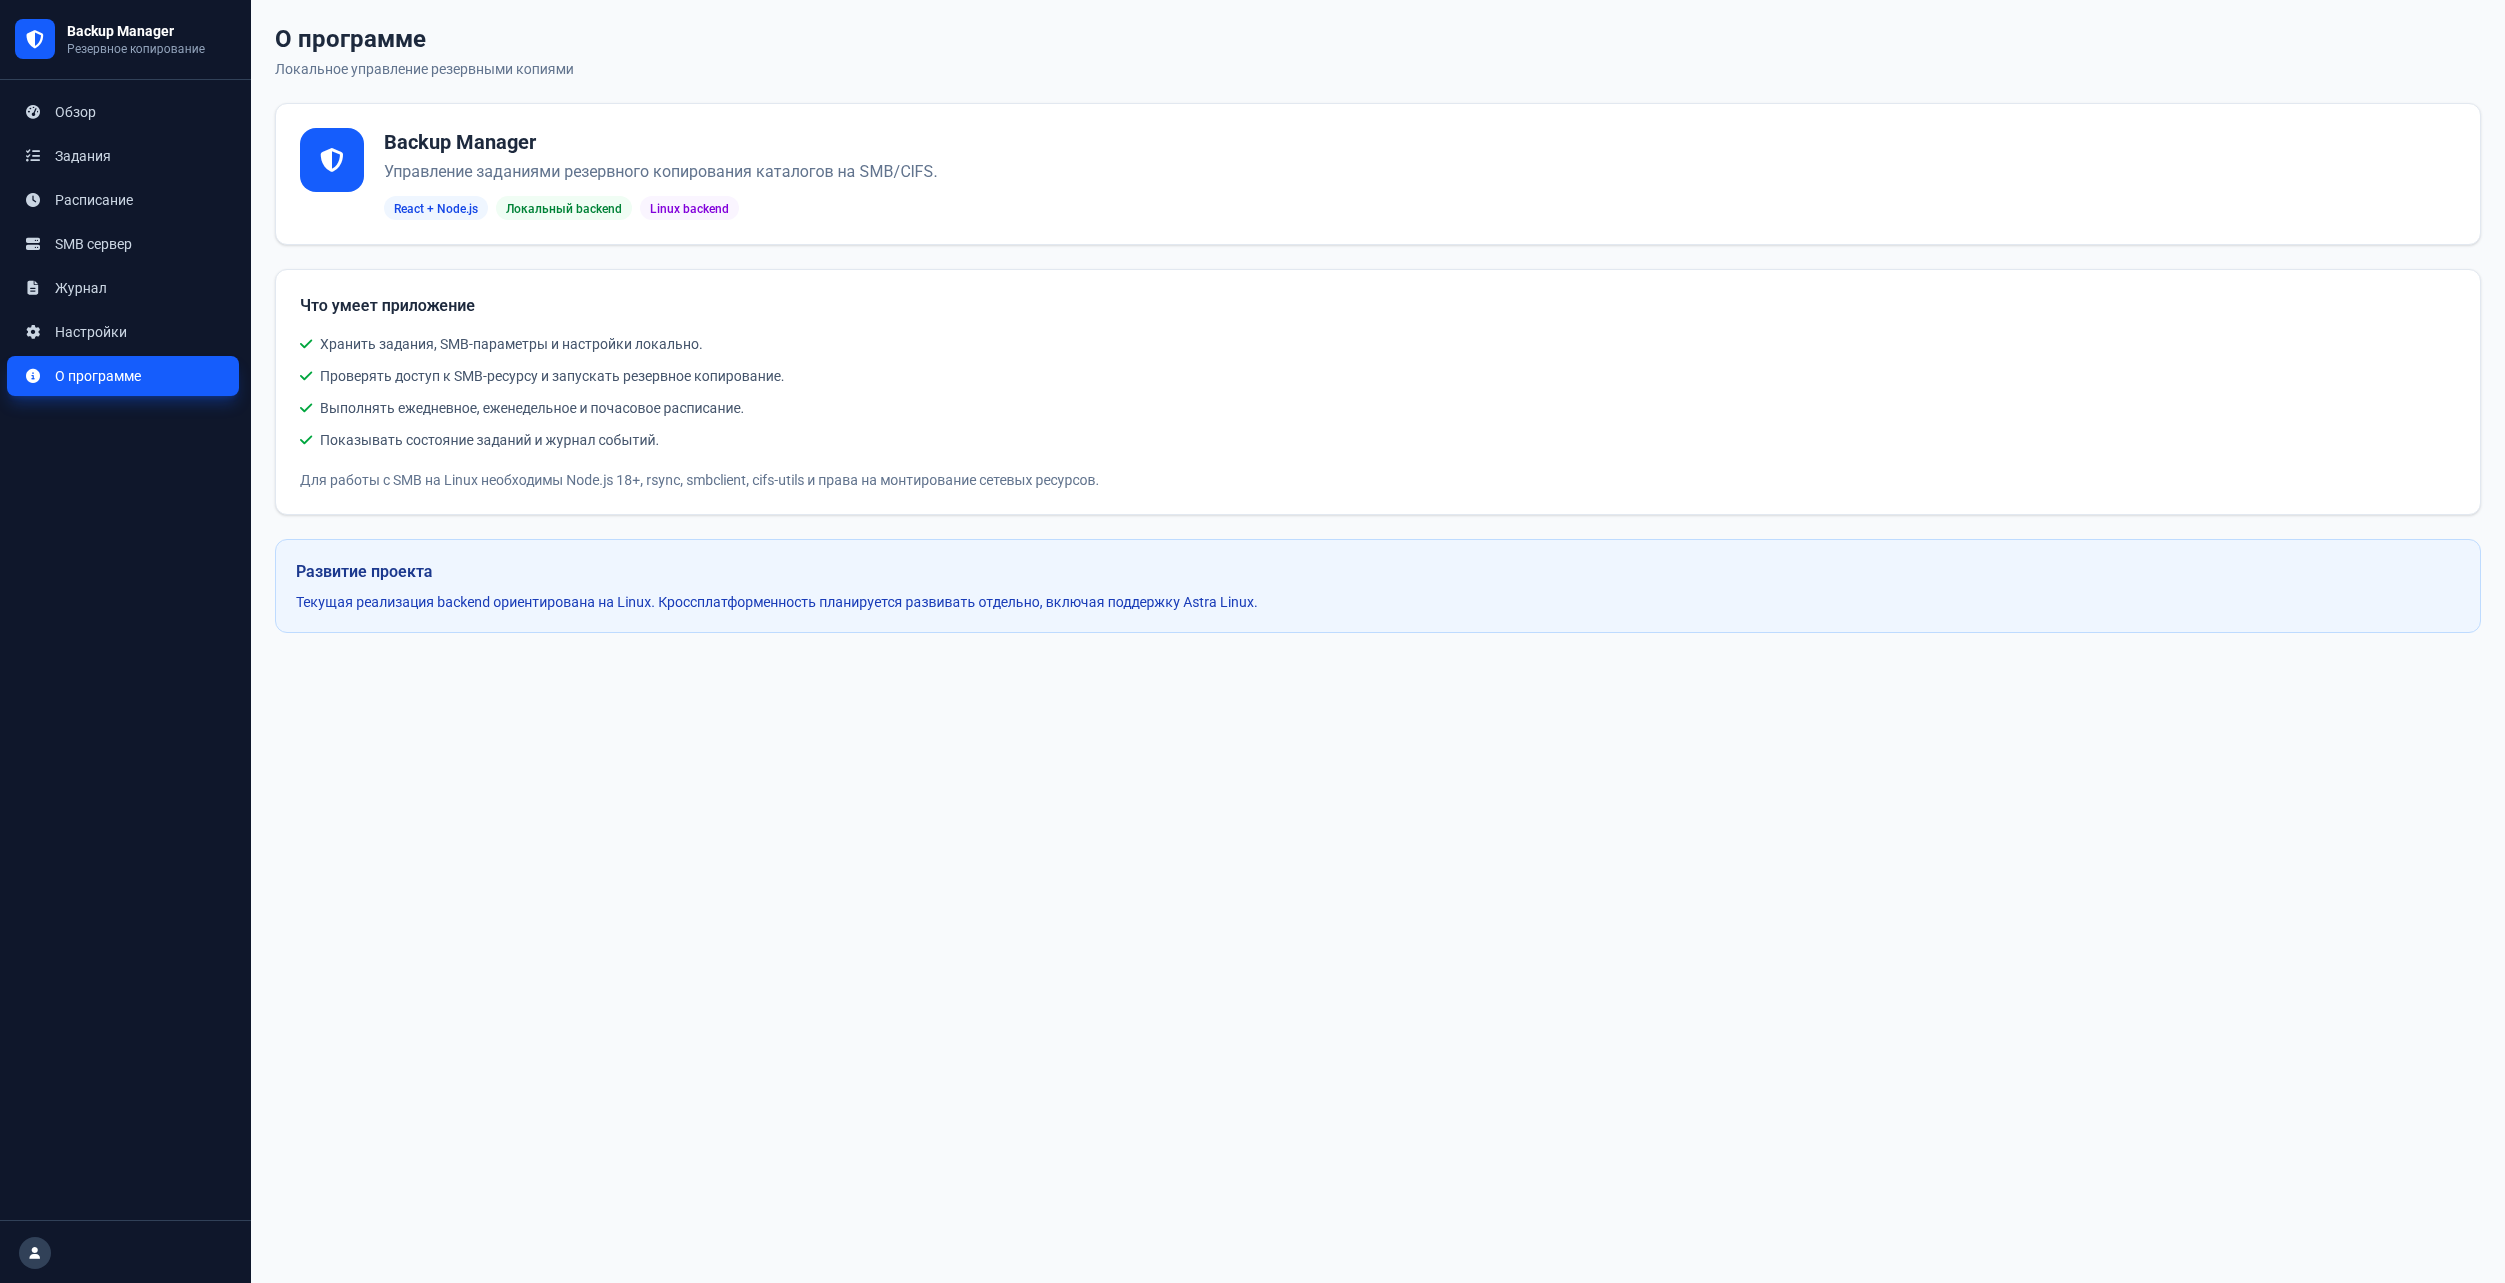 Backup Manager
Резервное копирование
Обзор
Задания
Расписание
SMB сервер
Журнал
Настройки
О программе
О программе
Локальное управление резервными копиями
Backup Manager
Управление заданиями резервного копирования каталогов на SMB/CIFS.
React + Node.js Локальный backend Linux backend
Что умеет приложение
Хранить задания, SMB-параметры и настройки локально.
Проверять доступ к SMB-ресурсу и запускать резервное копирование.
Выполнять ежедневное, еженедельное и почасовое расписание.
Показывать состояние заданий и журнал событий.
Для работы с SMB на Linux необходимы Node.js 18+, rsync, smbclient, cifs-utils и права на монтирование сетевых ресурсов.
Развитие проекта
Текущая реализация backend ориентирована на Linux. Кроссплатформенность планируется развивать отдельно, включая поддержку Astra Linux.